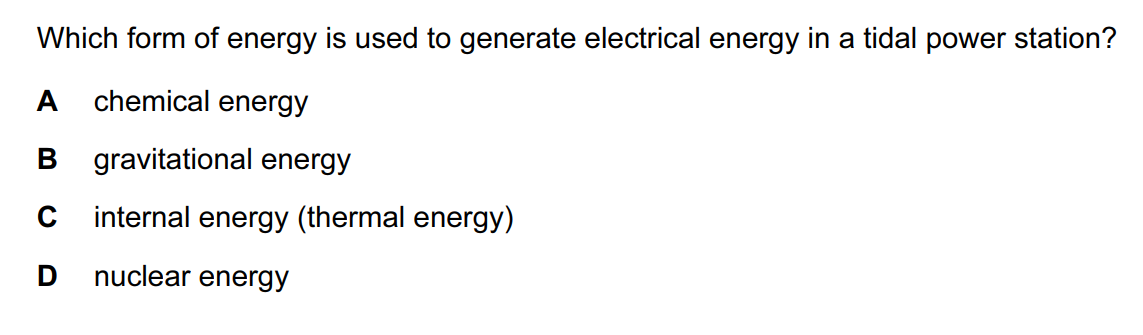 Which form of energy is used to generate electrical energy in a tidal power station?
A chemical energy
B gravitational energy
C internal energy (thermal energy)
D nuclear energy